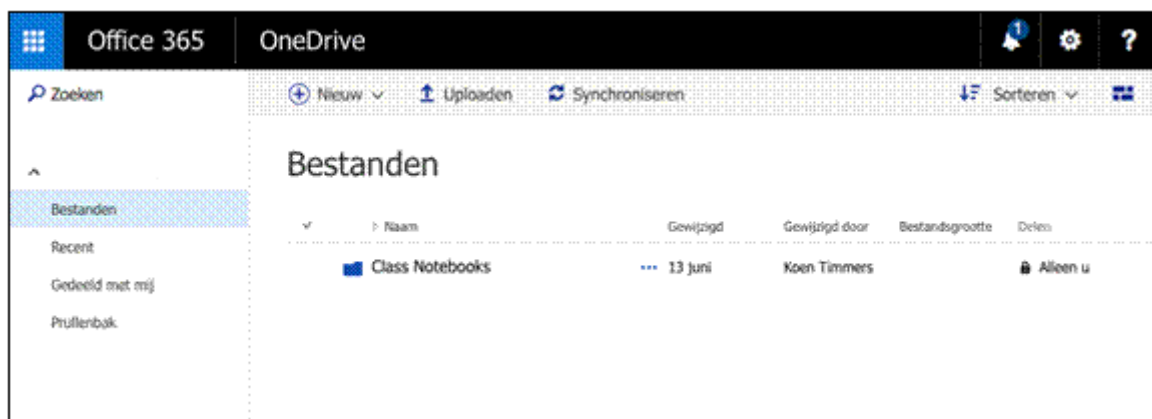 Office 365 OneDrive 1 ?
Zoeken
Nieuw Uploaden Synchroniseren Sorteren
Bestanden
Bestanden
Recent
Gedeeld met mij
Prullenbak
Naam Gewijzigd Gewijzigd door Bestandsgrootte Delen
Class Notebooks ... 13 juni Koen Timmers Alleen u